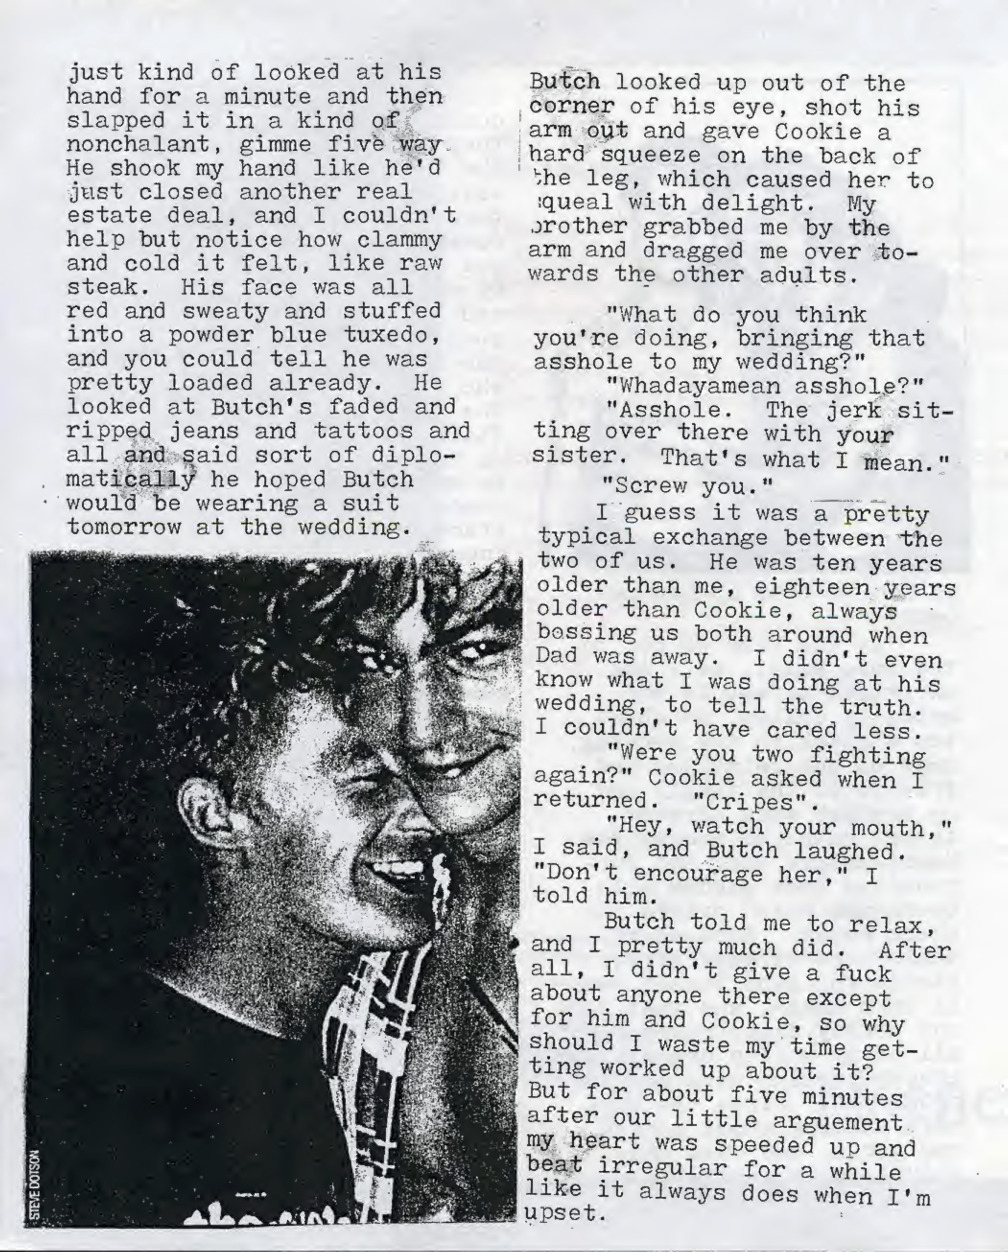 just kind of looked at his
hand for a minute and then
slapped it in a kind of
nonchalant, gimme five way.
He shook my hand like he'd
just closed another real
estate deal, and I couldn't
help but notice how clammy
and cold it felt, like raw
steak. His face was all
red and sweaty and stuffed
into a powder blue tuxedo,
and you could tell he was
pretty loaded already. He
looked at Butch's faded and
ripped jeans and tattoos and
all and said sort of diplo-
matically he hoped Butch
would be wearing a suit
tomorrow at the wedding.
STEVE DOTSON
Butch looked up out of the
corner of his eye, shot his
arm out and gave Cookie a
hard squeeze on the back of
the leg, which caused her to
squeal with delight. My
brother grabbed me by the
arm and dragged me over to-
wards the other adults.
"What do you think
you're doing, bringing that
asshole to my wedding?"
"Whadayamean asshole?"
"Asshole. The jerk sit-
ting over there with your
sister. That's what I mean."
"Screw you."
I guess it was a pretty
typical exchange between the
two of us. He was ten years
older than me, eighteen years
older than Cookie, always
bossing us both around when
Dad was away. I didn't even
know what I was doing at his
wedding, to tell the truth.
I couldn't have cared less.
"Were you two fighting
again?" Cookie asked when I
returned. "Cripes".
"Hey, watch your mouth,"
I said, and Butch laughed.
"Don't encourage her," I
told him.
Butch told me to relax,
and I pretty much did. After
all, I didn't give a fuck
about anyone there except
for him and Cookie, so why
should I waste my time get-
ting worked up about it?
But for about five minutes
after our little arguement
my heart was speeded up and
beat irregular for a while
like it always does when I'm
upset.